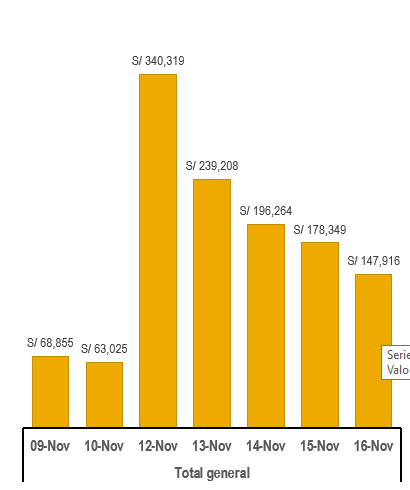 S/ 340,319
S/ 239,208
S/ 196,264
S/ 178,349
S/ 147,916
S/ 68,855
S/ 63,025
Serie
Valo
09-Nov 10-Nov 12-Nov 13-Nov 14-Nov 15-Nov 16-Nov
Total general